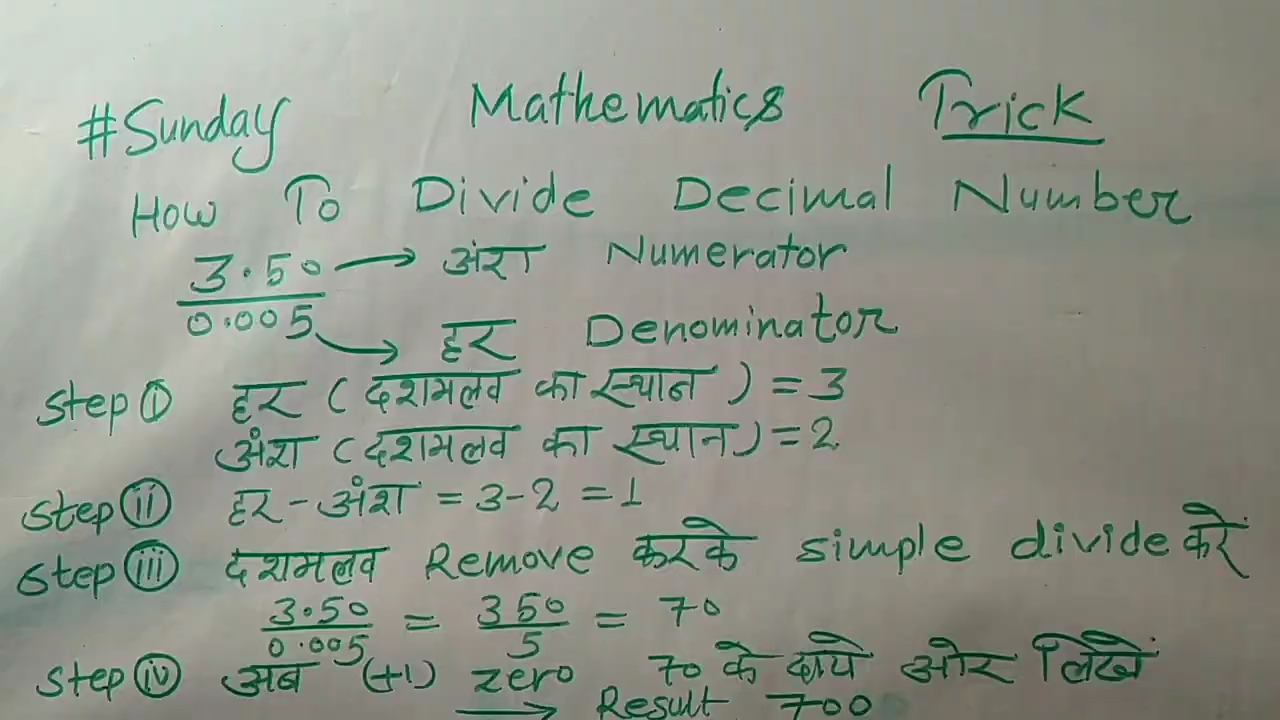 #Sunday Mathematics Trick
How To Divide Decimal Number
3.50 → अंश Numerator
0.005 → हर Denominator
Step (i) हर (दशमलव का स्थान) = 3
अंश (दशमलव का स्थान) = 2
Step (ii) हर - अंश = 3-2 = 1
Step (iii) दशमलव Remove करके simple divide करें
3.50/0.005 = 350/5 = 70
Step (iv) अब (+1) zero 70 के दायें ओर लिखें
→ Result 700